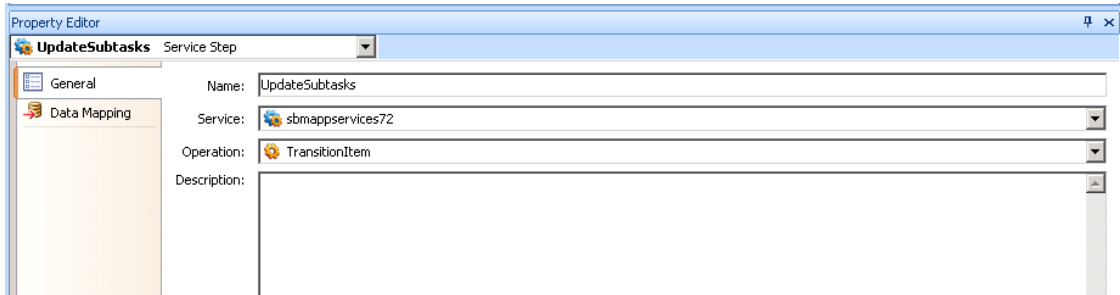 Property Editor
UpdateSubtasks Service Step
General
Name: UpdateSubtasks
Data Mapping
Service: sbmappservices72
Operation: TransitionItem
Description: